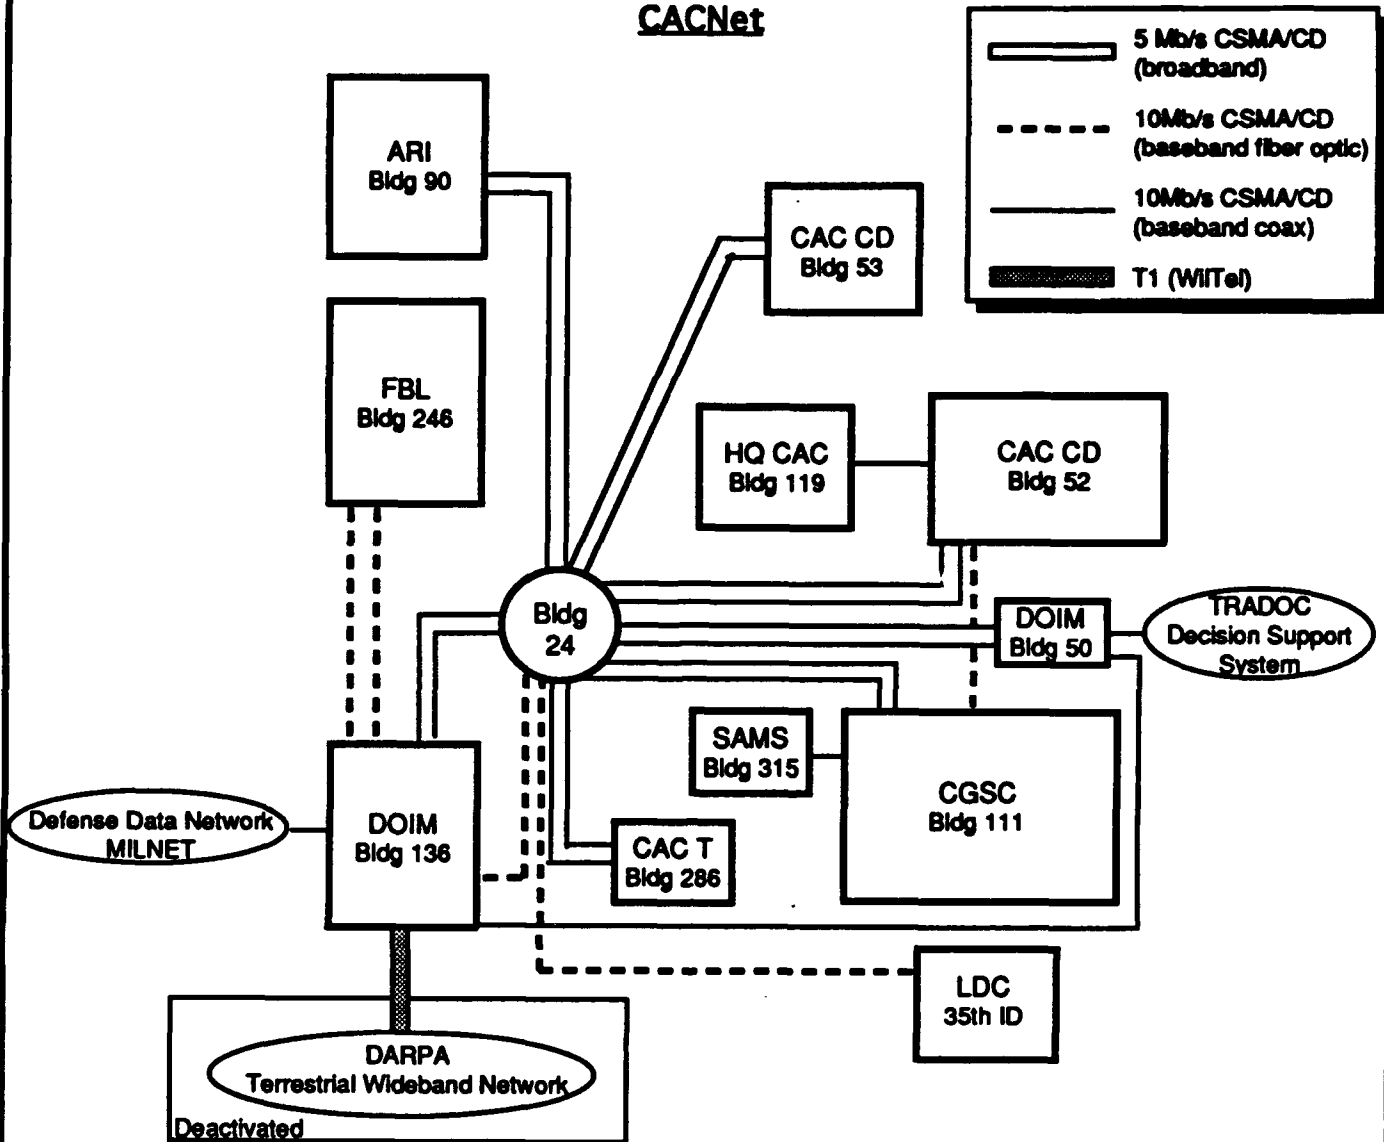 CACNet
5 Mb/s CSMA/CD
(broadband)
10Mb/s CSMA/CD
(baseband fiber optic)
10Mb/s CSMA/CD
(baseband coax)
T1 (WilTel)
ARI
Bldg 90
CAC CD
Bldg 53
FBL
Bldg 246
HQ CAC
Bldg 119
CAC CD
Bldg 52
Bldg
24
DOIM
Bldg 50
TRADOC
Decision Support
System
SAMS
Bldg 315
CGSC
Bldg 111
Defense Data Network
MILNET
DOIM
Bldg 136
CAC T
Bldg 286
LDC
35th ID
DARPA
Terrestrial Wideband Network
Deactivated